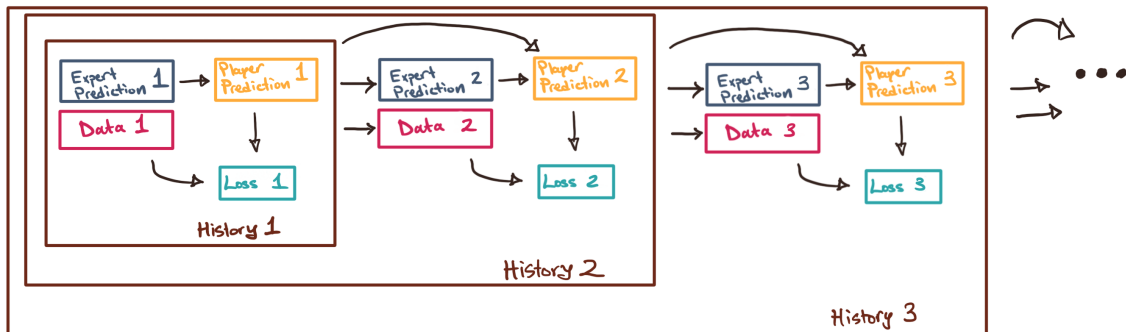 Expert
Prediction 1
Player
Prediction 1
Data 1
Loss 1
History 1
Expert
Prediction 2
Player
Prediction 2
Data 2
Loss 2
History 2
Expert
Prediction 3
Player
Prediction 3
Data 3
Loss 3
History 3
...